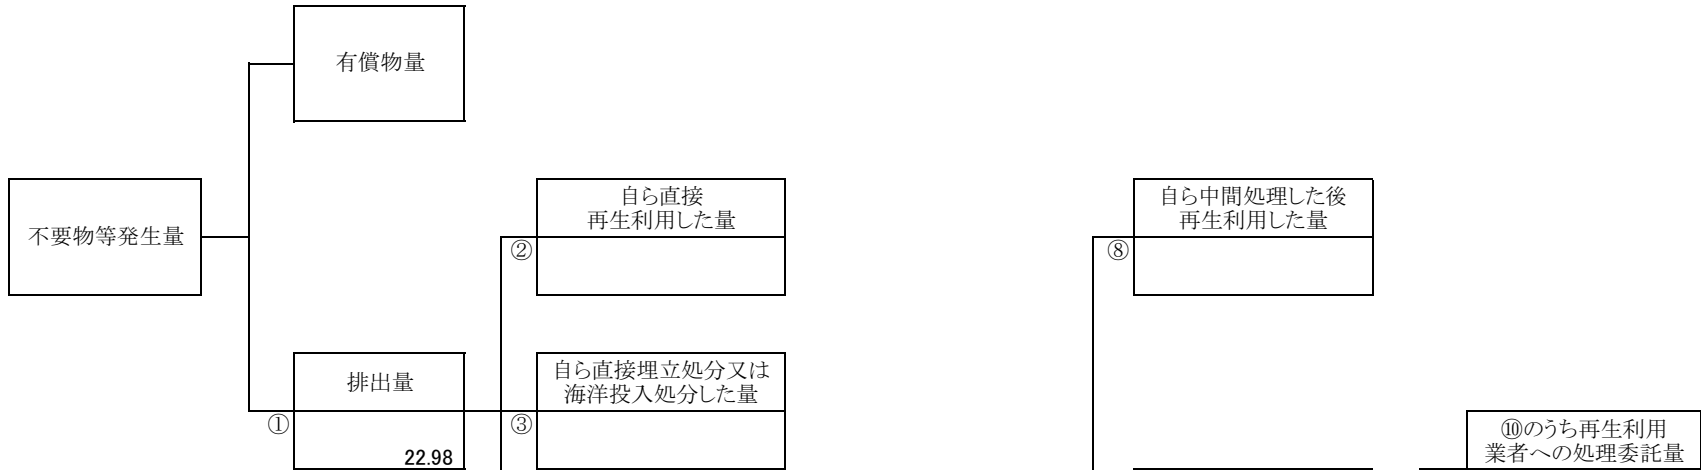 有償物量
不要物等発生量
自ら直接
再生利用した量
②
自ら中間処理した後
再生利用した量
⑧
排出量
①
22.98
自ら直接埋立処分又は
海洋投入処分した量
③
⑩のうち再生利用
業者への処理委託量